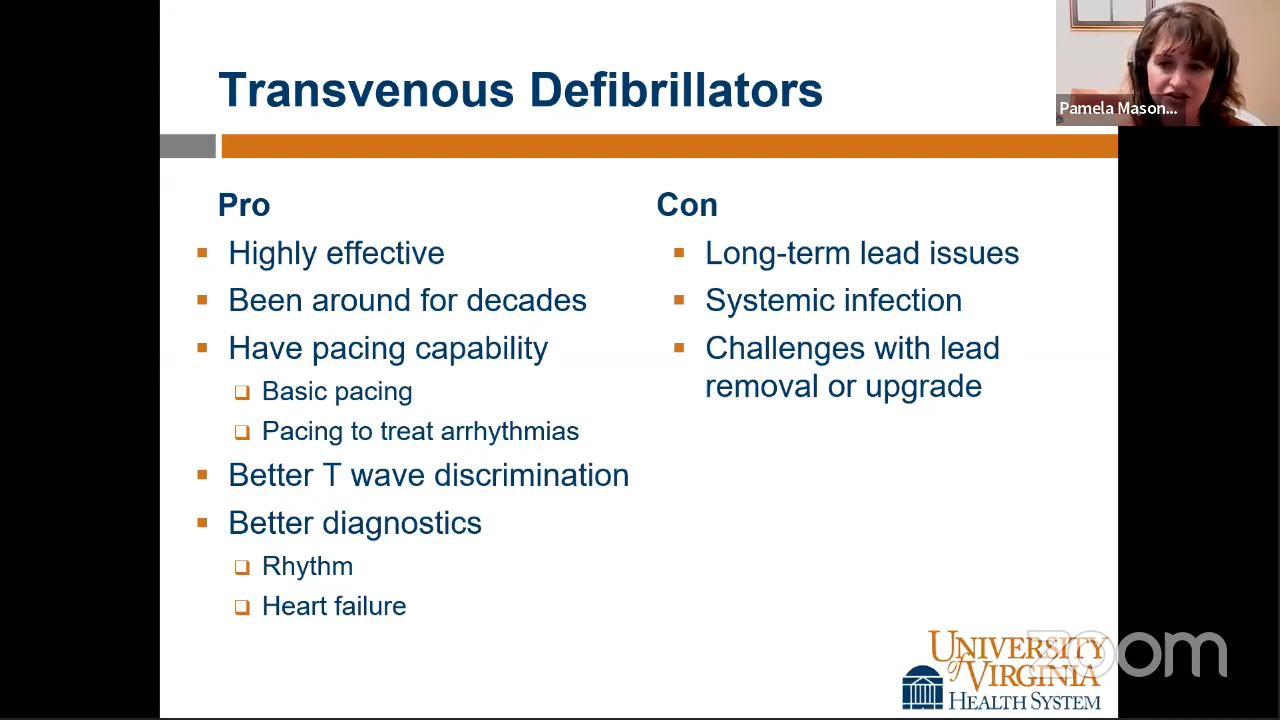 Transvenous Defibrillators
Pamela Mason...
Pro
Highly effective
Been around for decades
Have pacing capability
Basic pacing
Pacing to treat arrhythmias
Better T wave discrimination
Better diagnostics
Rhythm
Heart failure
Con
Long-term lead issues
Systemic infection
Challenges with lead
removal or upgrade
UNIVERSITY
of VIRGINIA
HEALTH SYSTEM
zoom